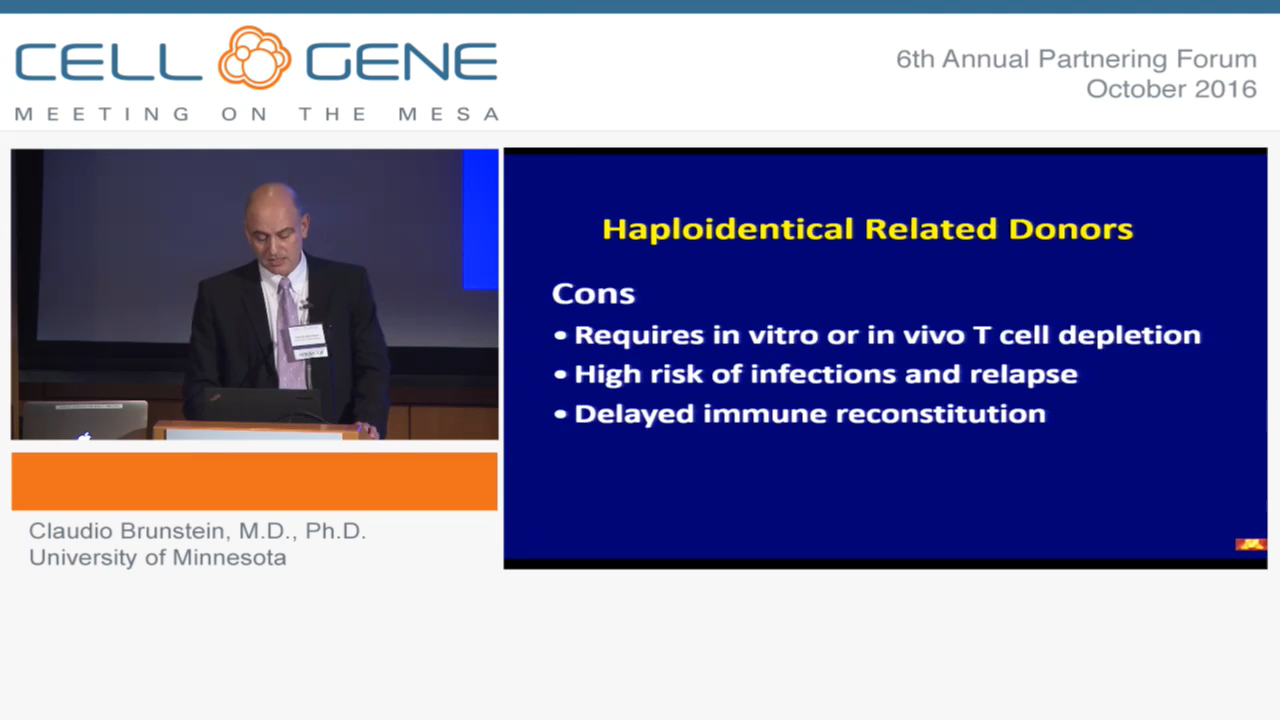 CELL GENE
MEETING ON THE MESA
6th Annual Partnering Forum
October 2016
Haploidentical Related Donors
Cons
• Requires in vitro or in vivo T cell depletion
• High risk of infections and relapse
• Delayed immune reconstitution
Claudio Brunstein, M.D., Ph.D.
University of Minnesota